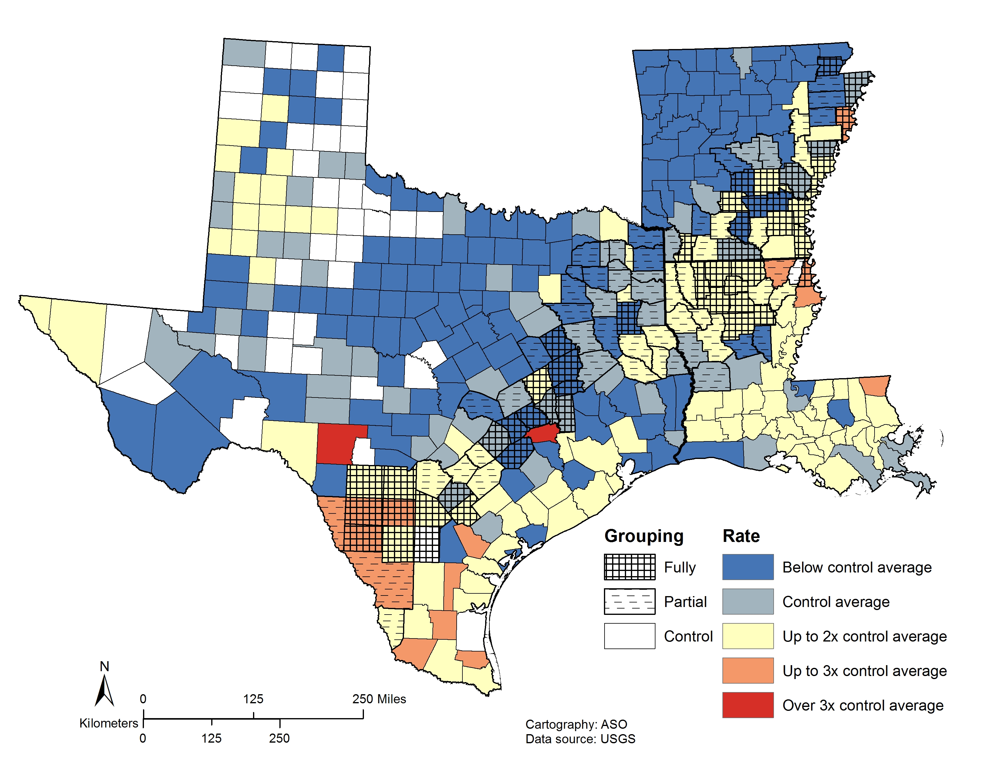 Grouping
Fully
Partial
Control
Rate
Below control average
Control average
Up to 2x control average
Up to 3x control average
Over 3x control average
N
0 125 250 Miles
Kilometers
0 125 250
Cartography: ASO
Data source: USGS